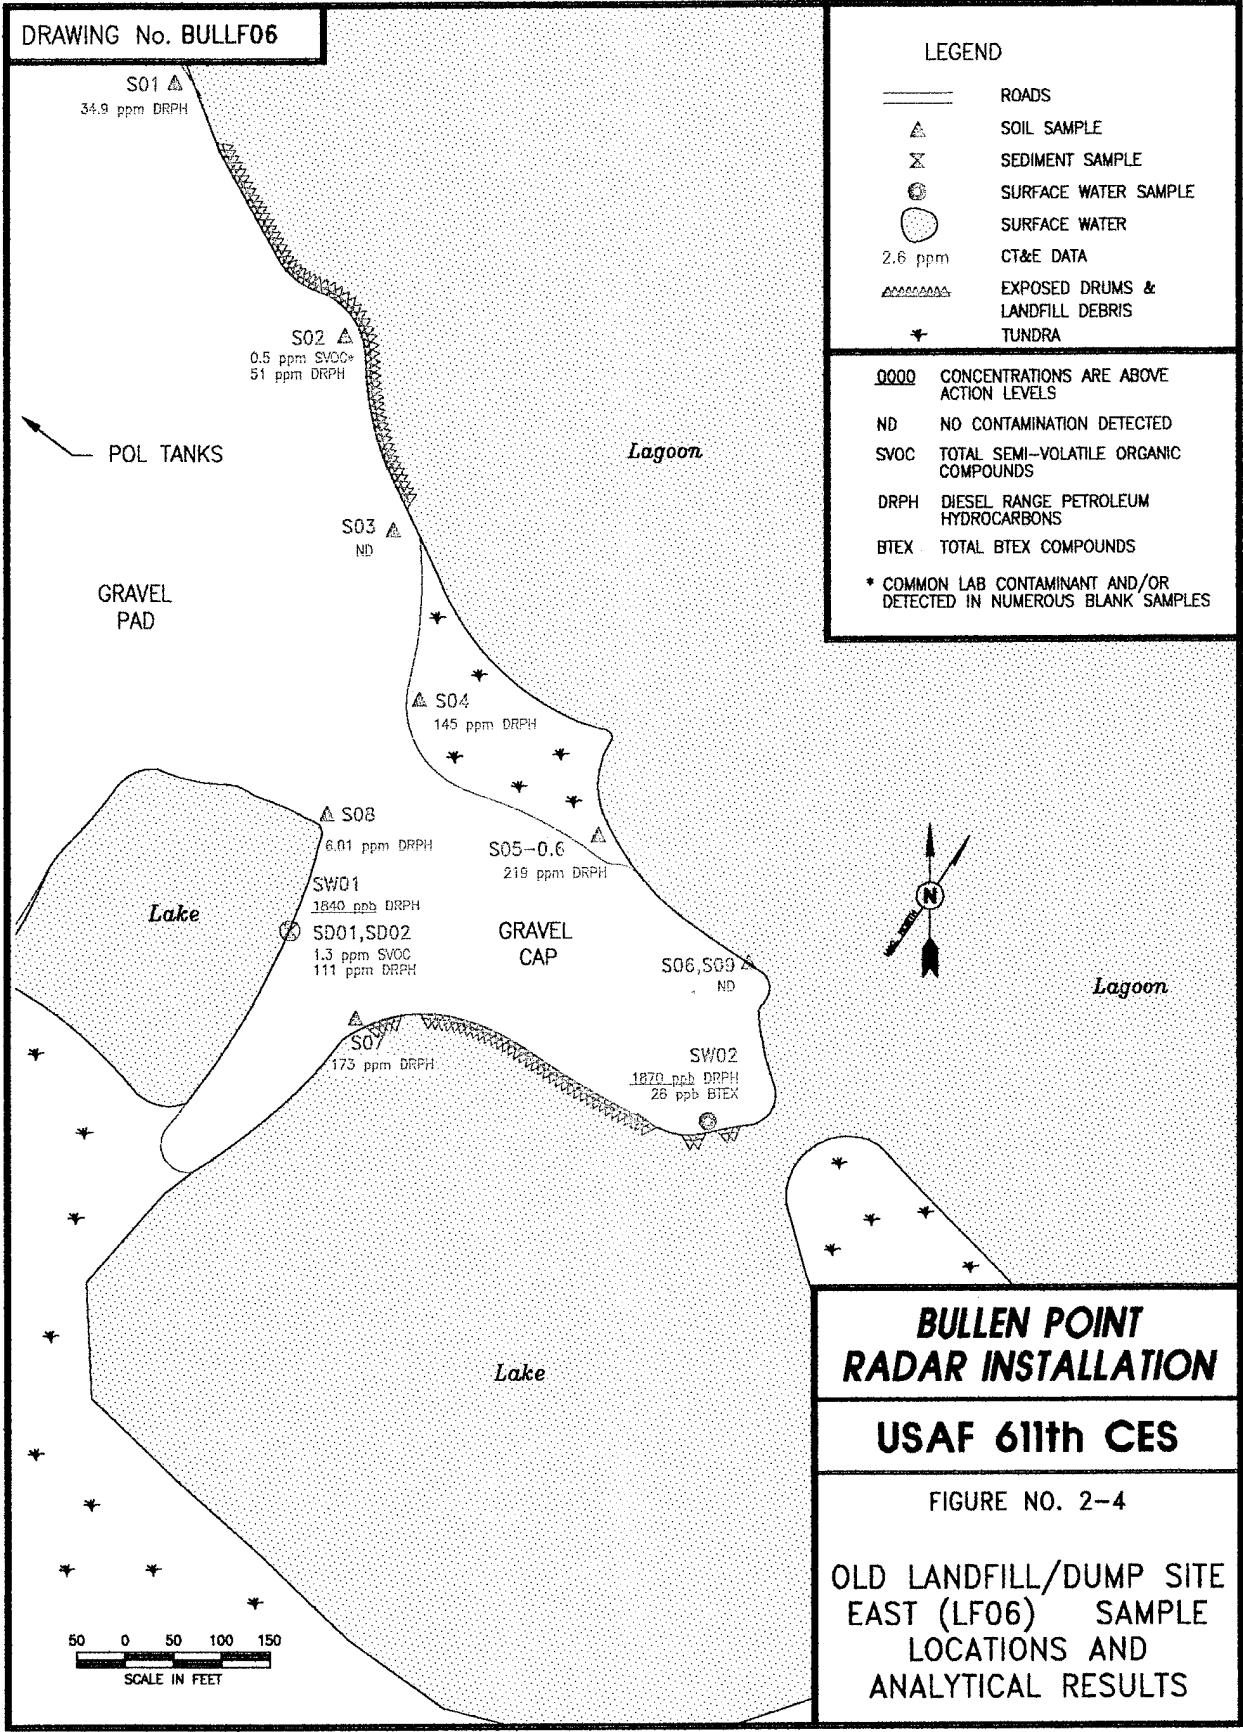 DRAWING No. BULLF06
S01
34.9 ppm DRPH
S02
0.5 ppm SVOC*
51 ppm DRPH
POL TANKS
Lagoon
S03
ND
GRAVEL
PAD
S04
145 ppm DRPH
S08
6.01 ppm DRPH
S05-0.6
219 ppm DRPH
SW01
1840 ppb DRPH
Lake
SD01,SD02
1.3 ppm SVOC
111 ppm DRPH
GRAVEL
CAP
S06,S09
ND
N
NORTH
Lagoon
S07
173 ppm DRPH
SW02
1870 ppb DRPH
26 ppb BTEX
Lake
50 0 50 100 150
SCALE IN FEET
LEGEND
ROADS
SOIL SAMPLE
SEDIMENT SAMPLE
SURFACE WATER SAMPLE
SURFACE WATER
2.6 ppm CT&E DATA
EXPOSED DRUMS &
LANDFILL DEBRIS
TUNDRA
0000 CONCENTRATIONS ARE ABOVE
ACTION LEVELS
ND NO CONTAMINATION DETECTED
SVOC TOTAL SEMI-VOLATILE ORGANIC
COMPOUNDS
DRPH DIESEL RANGE PETROLEUM
HYDROCARBONS
BTEX TOTAL BTEX COMPOUNDS
* COMMON LAB CONTAMINANT AND/OR
DETECTED IN NUMEROUS BLANK SAMPLES
BULLEN POINT
RADAR INSTALLATION
USAF 611th CES
FIGURE NO. 2-4
OLD LANDFILL/DUMP SITE
EAST (LF06) SAMPLE
LOCATIONS AND
ANALYTICAL RESULTS